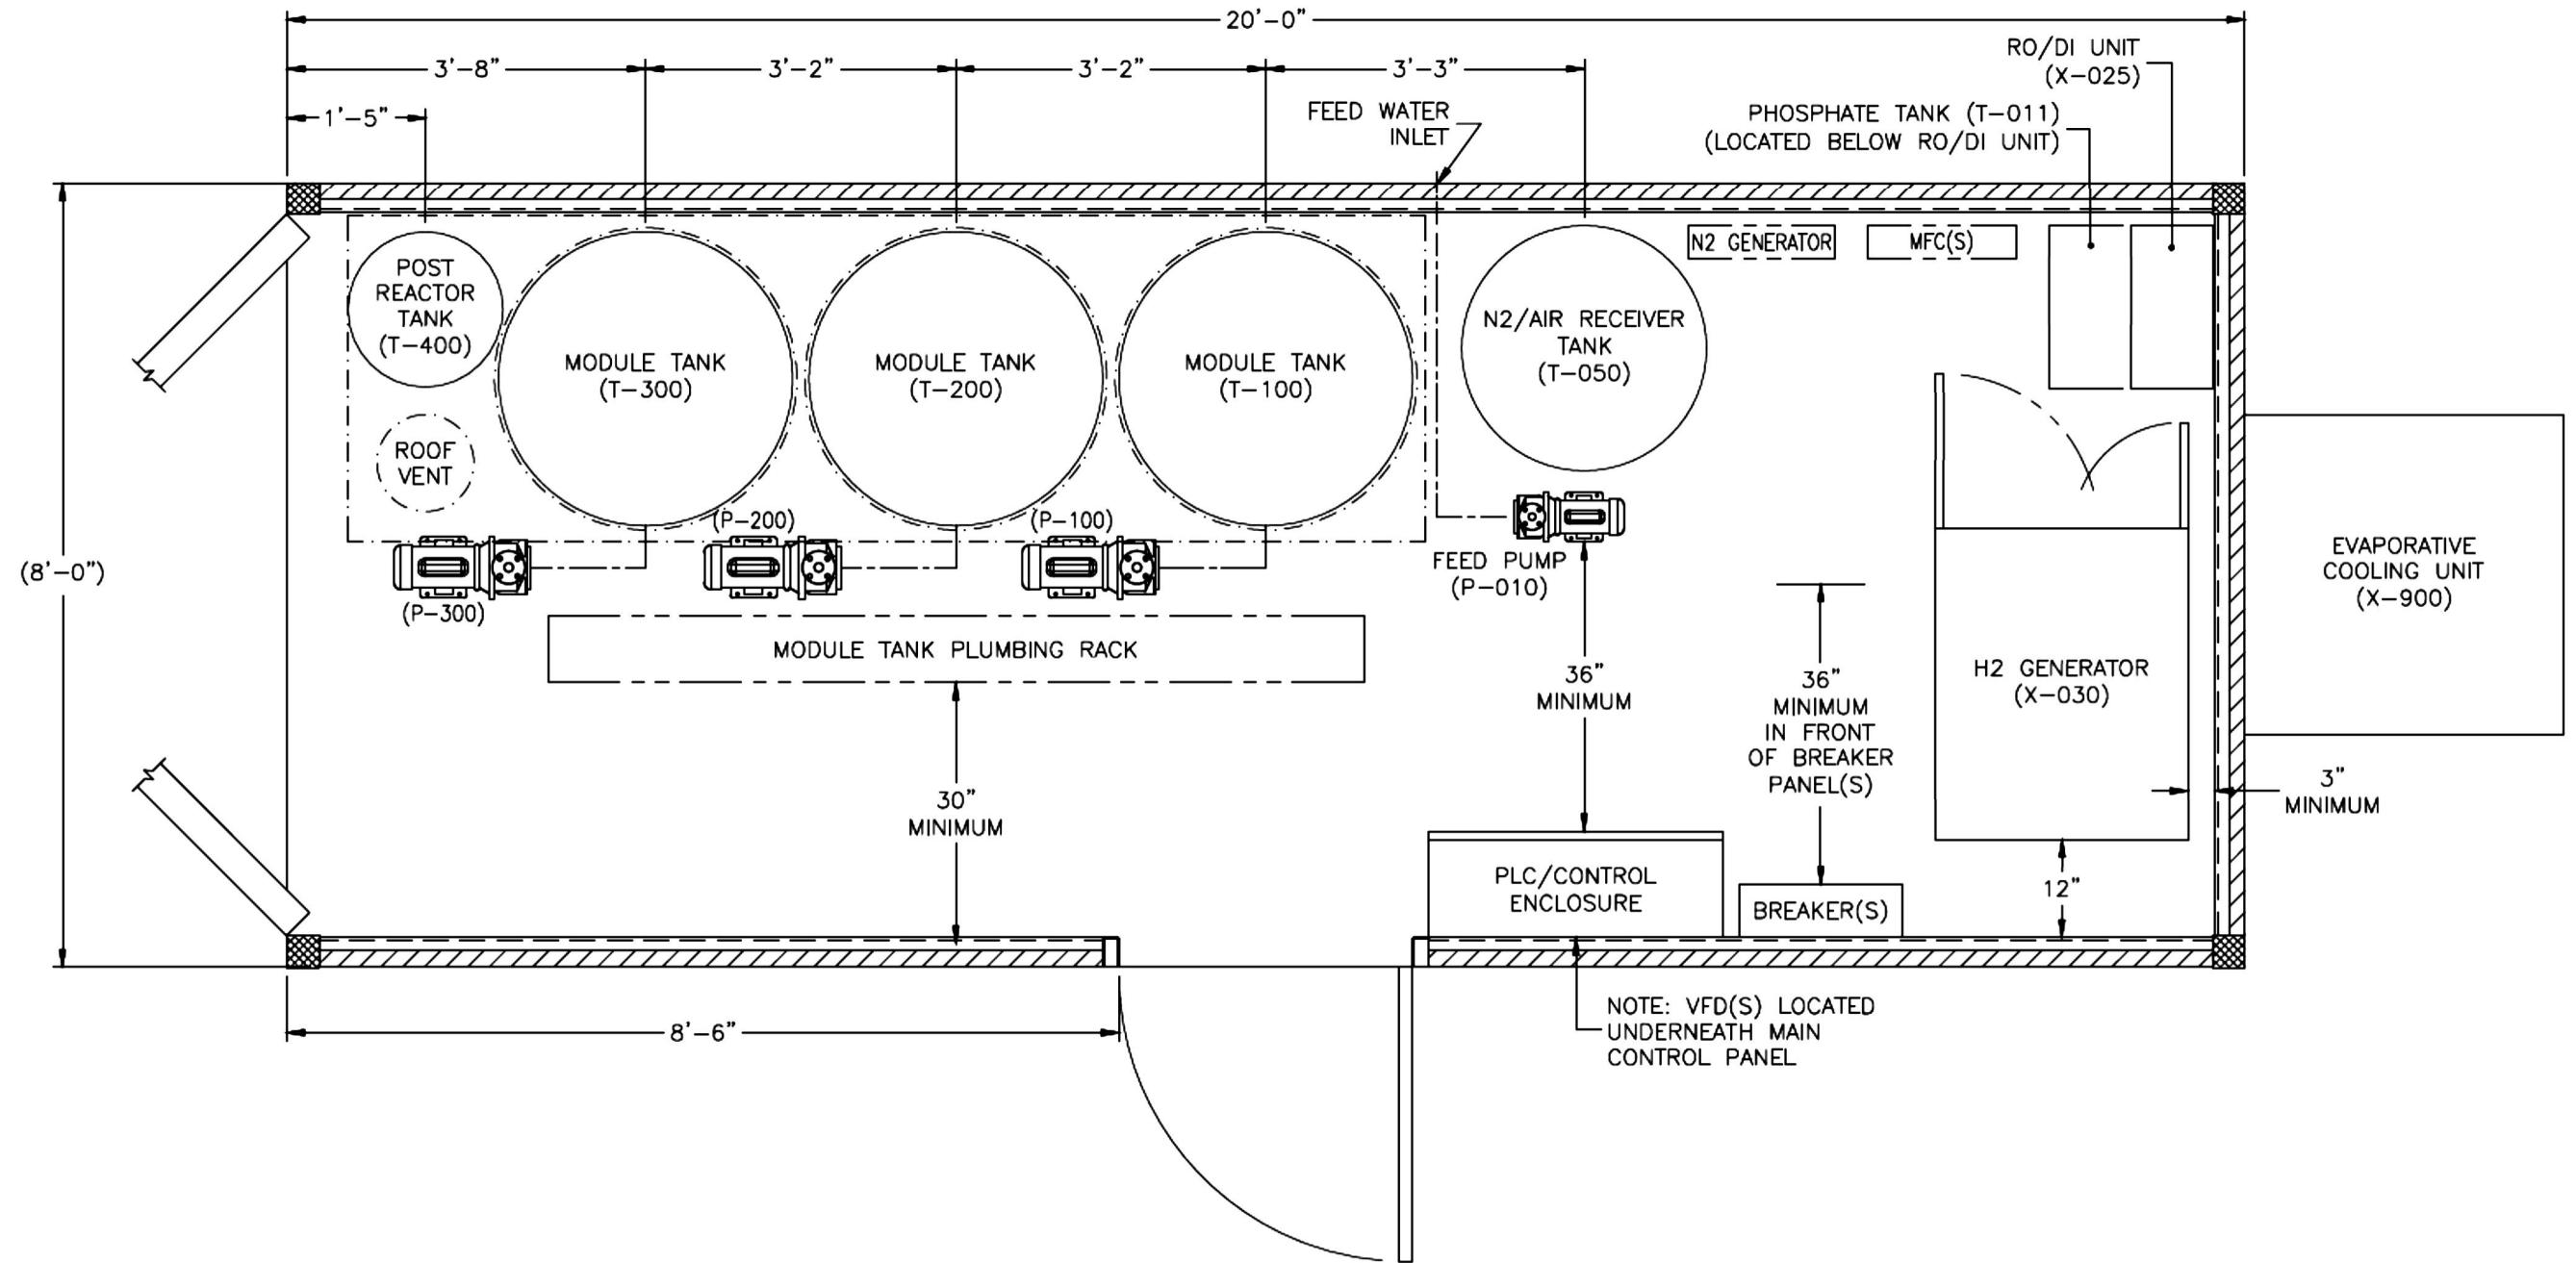 20'-0"
RO/DI UNIT
(X-025)
3'-8"
3'-2"
3'-2"
3'-3"
1'-5"
FEED WATER
INLET
PHOSPHATE TANK (T-011)
(LOCATED BELOW RO/DI UNIT)
POST
REACTOR
TANK
(T-400)
MODULE TANK
(T-300)
MODULE TANK
(T-200)
MODULE TANK
(T-100)
N2/AIR RECEIVER
TANK
(T-050)
N2 GENERATOR
MFC(S)
ROOF
VENT
(P-200)
(P-100)
(P-300)
FEED PUMP
(P-010)
(8'-0")
MODULE TANK PLUMBING RACK
36"
MINIMUM
36"
MINIMUM
IN FRONT
OF BREAKER
PANEL(S)
H2 GENERATOR
(X-030)
EVAPORATIVE
COOLING UNIT
(X-900)
30"
MINIMUM
3"
MINIMUM
PLC/CONTROL
ENCLOSURE
BREAKER(S)
12"
8'-6"
NOTE: VFD(S) LOCATED
UNDERNEATH MAIN
CONTROL PANEL